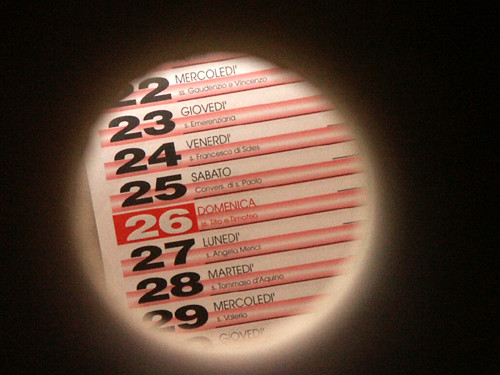 22 MERCOLEDI'
ss. Gaudenzio e Vincenzo
23 GIOVEDI'
s. Emerenziana
24 VENERDI'
s. Francesco di Sales
25 SABATO
Convers. di s. Paolo
26 DOMENICA
ss. Tito e Timoteo
27 LUNEDI'
s. Angela Merici
28 MARTEDI'
s. Tommaso d'Aquino
29 MERCOLEDI'
s. Valerio
GIOVEDI'